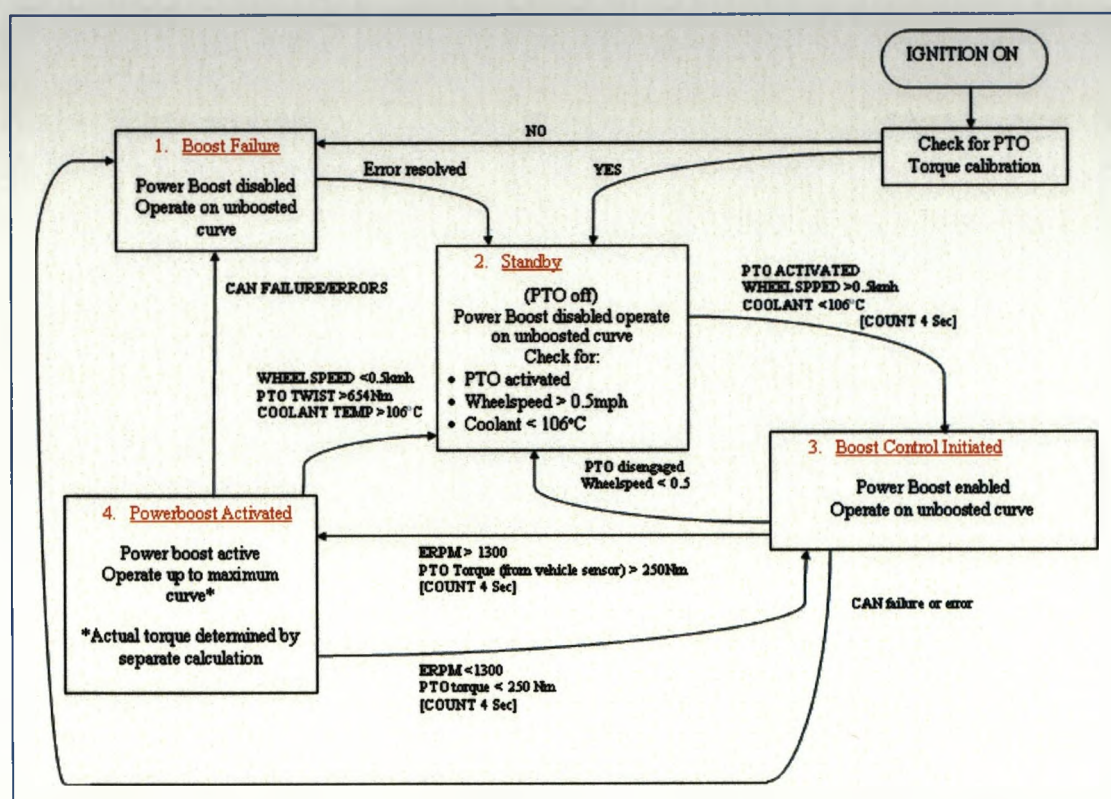 IGNITION ON
Check for PTO
Torque calibration
NO
YES
1. Boost Failure
Power Boost disabled
Operate on unboosted
curve
Error resolved
2. Standby
(PTO off)
Power Boost disabled operate
on unboosted curve
Check for:
• PTO activated
• Wheelspeed > 0.5mph
• Coolant < 106°C
PTO ACTIVATED
WHEEL SPPED >0.5kmh
COOLANT <106°C
[COUNT 4 Sec]
CAN FAILURE/ERRORS
WHEEL SPEED <0.5kmh
PTO TWIST >654Nm
COOLANT TEMP >106°C
PTO disengaged
Wheelspeed < 0.5
3. Boost Control Initiated
Power Boost enabled
Operate on unboosted curve
4. Powerboost Activated
Power boost active
Operate up to maximum
curve*
*Actual torque determined by
separate calculation
ERPM > 1300
PTO Torque (from vehicle sensor) > 250Nm
[COUNT 4 Sec]
CAN failure or error
ERPM <1300
PTO torque < 250 Nm
[COUNT 4 Sec]